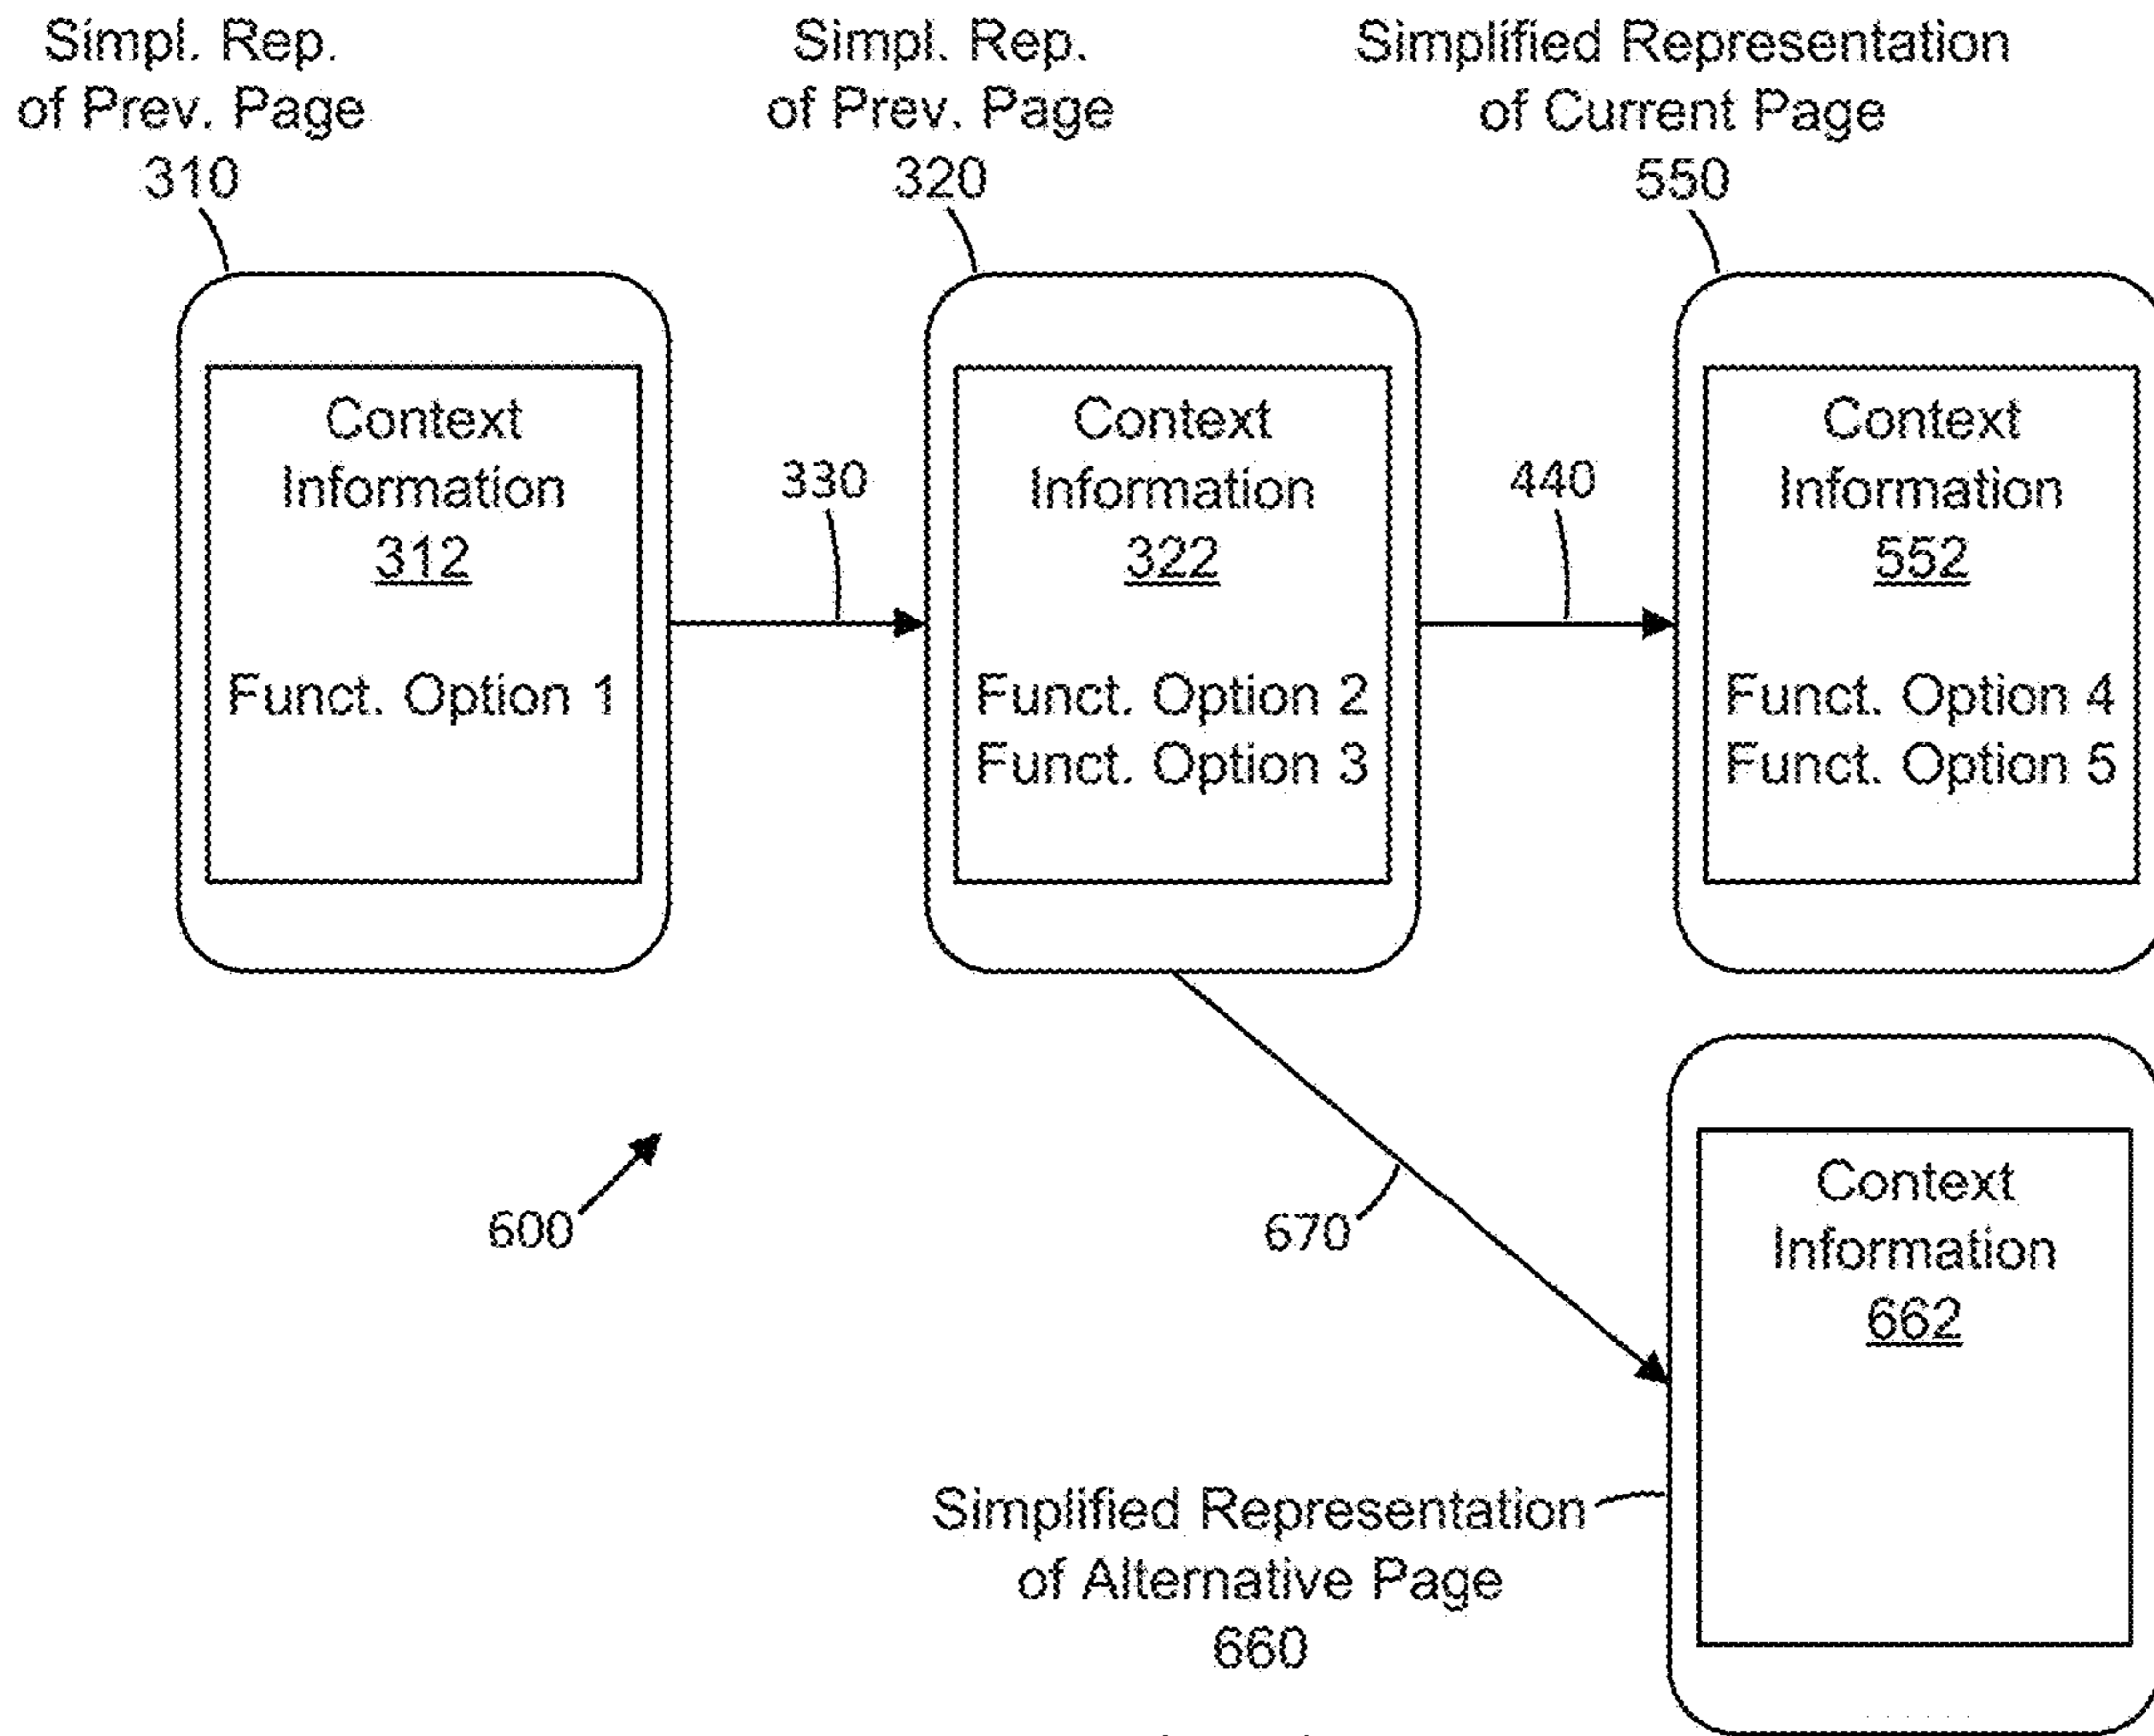 Simpl. Rep.
of Prev. Page
310
Simpl. Rep.
of Prev. Page
320
Simplified Representation
of Current Page
550
Context
Information
312
Funct. Option 1
330
Context
Information
322
Funct. Option 2
Funct. Option 3
440
Context
Information
552
Funct. Option 4
Funct. Option 5
600
670
Context
Information
662
Simplified Representation
of Alternative Page
660